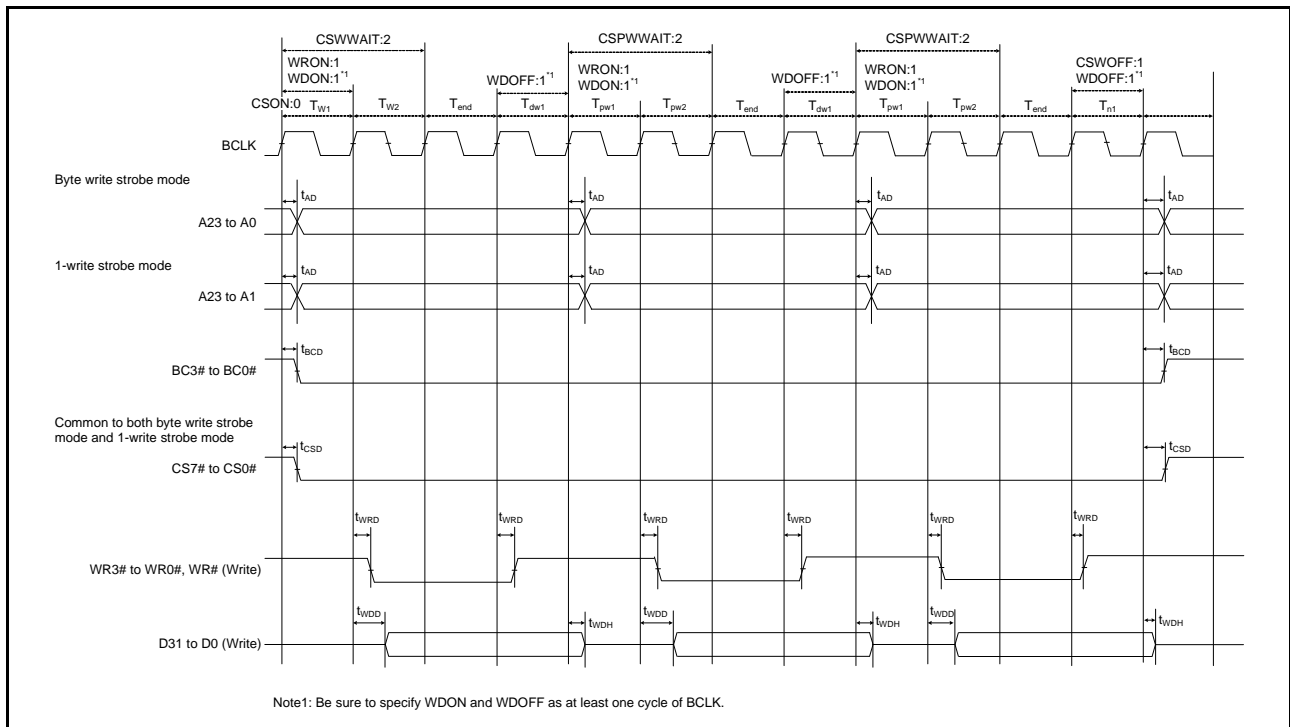 CSWWAIT:2 CSPWWAIT:2 CSPWWAIT:2
WRON:1 WRON:1 WRON:1 CSWOFF:1
WDON:1*1 WDOFF:1*1 WDON:1*1 WDOFF:1*1 WDON:1*1 WDOFF:1*1
CSON:0 TW1 TW2 Tend Tdw1 Tpw1 Tpw2 Tend Tdw1 Tpw1 Tpw2 Tend Tn1
BCLK
Byte write strobe mode
tAD tAD tAD tAD
A23 to A0
1-write strobe mode
tAD tAD tAD tAD
A23 to A1
tBCD tBCD
BC3# to BC0#
Common to both byte write strobe
mode and 1-write strobe mode
tCSD tCSD
CS7# to CS0#
tWRD tWRD tWRD tWRD tWRD tWRD
WR3# to WR0#, WR# (Write)
tWDD tWDH tWDD tWDH tWDD tWDH
D31 to D0 (Write)
Note1: Be sure to specify WDON and WDOFF as at least one cycle of BCLK.